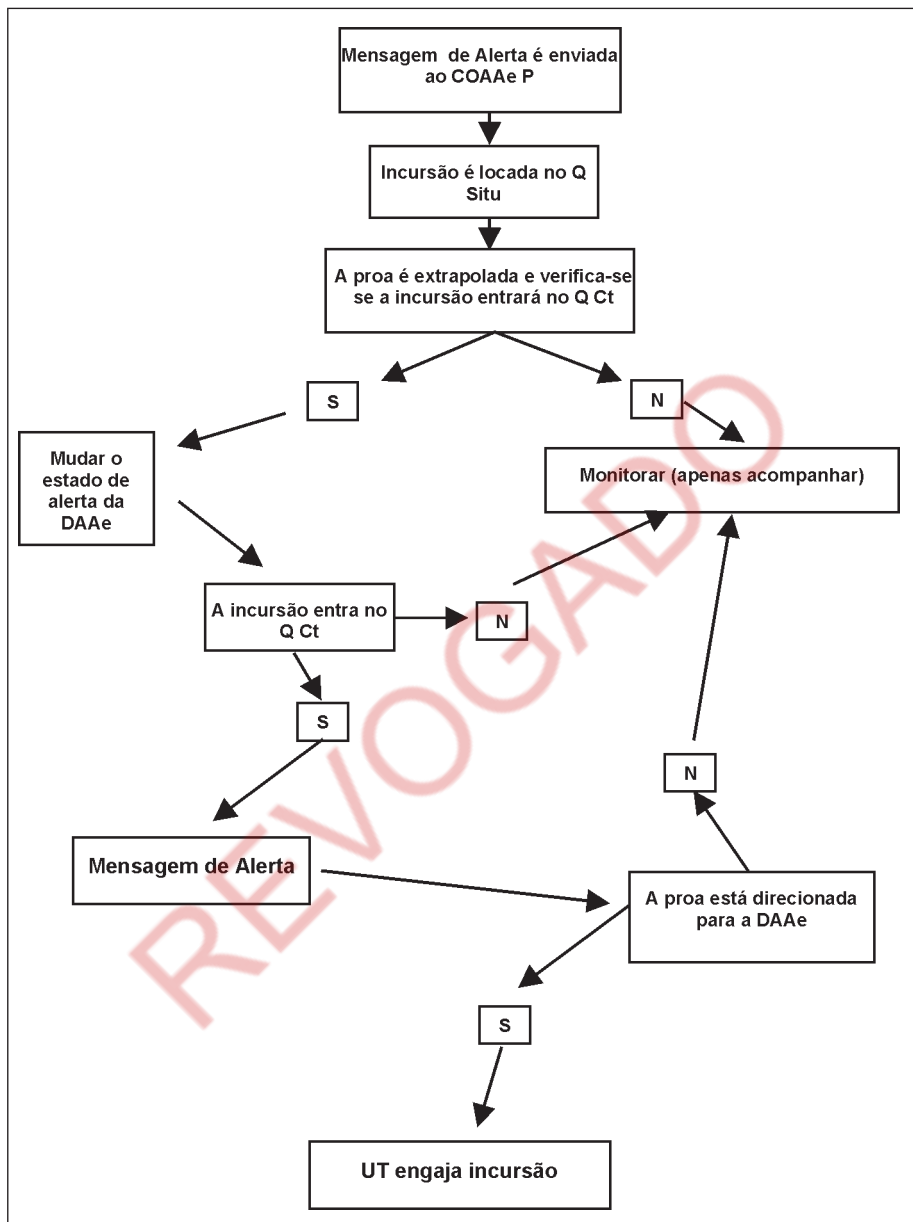 Mensagem de Alerta é enviada
ao COAAe P
Incursão é locada no Q
Situ
A proa é extrapolada e verifica-se
se a incursão entrará no Q Ct
S
N
Mudar o
estado de
alerta da
DAAe
Monitorar (apenas acompanhar)
A incursão entra no
Q Ct
N
S
N
Mensagem de Alerta
A proa está direcionada
para a DAAe
S
UT engaja incursão
REVOGADO